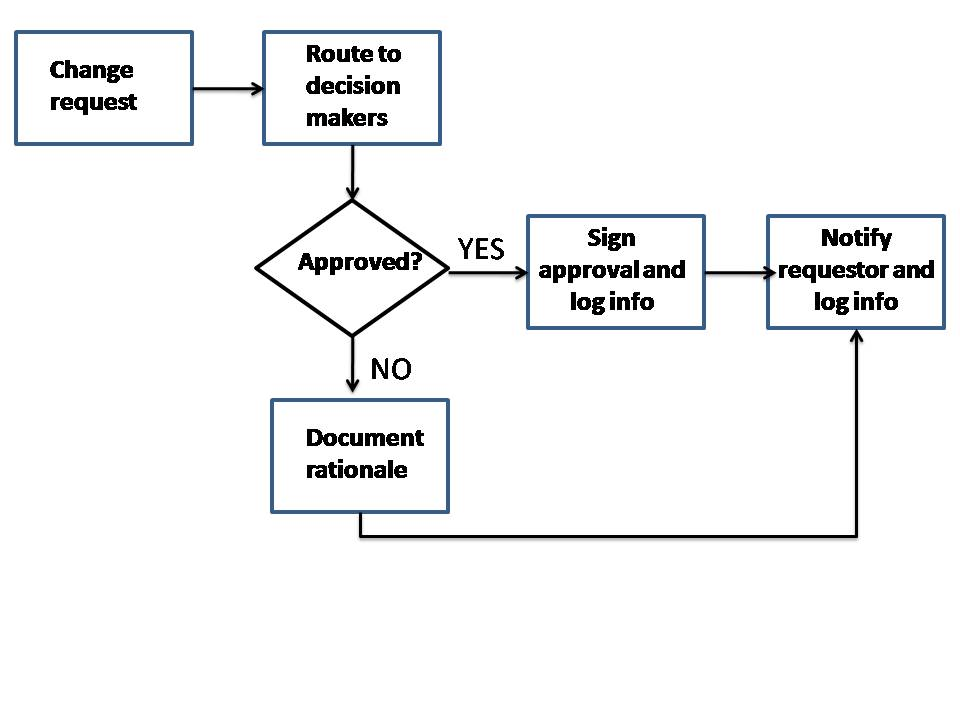 Change
request
Route to
decision
makers
Approved?
YES
Sign
approval and
log info
Notify
requestor and
log info
NO
Document
rationale